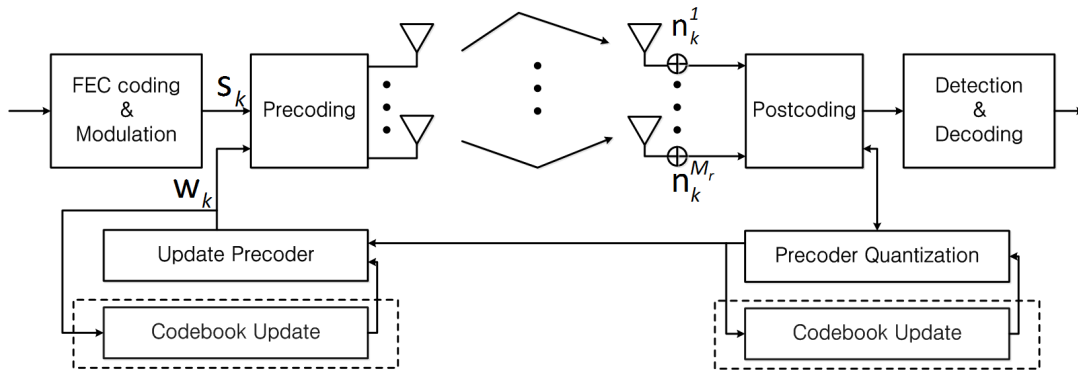 FEC coding
&
Modulation
s_k
Precoding
n_k^1
n_k^{M_r}
Postcoding
Detection
&
Decoding
w_k
Update Precoder
Codebook Update
Precoder Quantization
Codebook Update